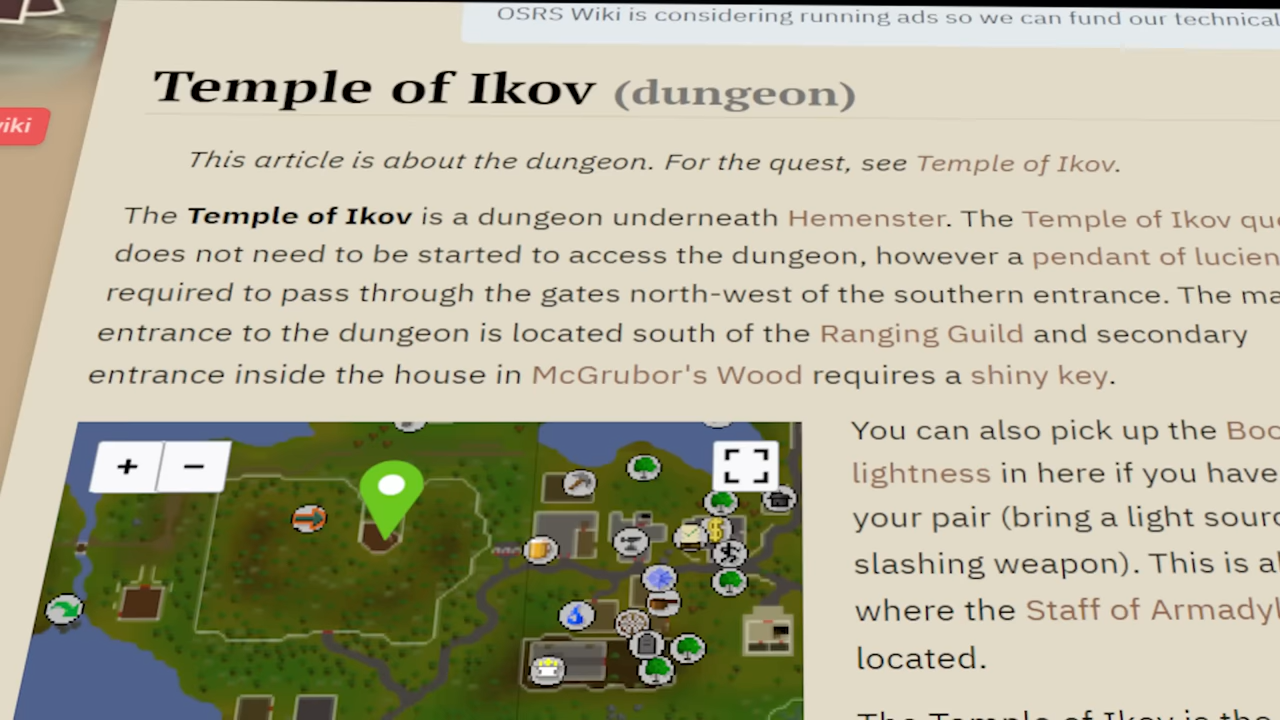 OSRS Wiki is considering running ads so we can fund our technical
wiki
Temple of Ikov (dungeon)
This article is about the dungeon. For the quest, see Temple of Ikov.
The Temple of Ikov is a dungeon underneath Hemenster. The Temple of Ikov
does not need to be started to access the dungeon, however a pendant of lucien
required to pass through the gates north-west of the southern entrance. The
entrance to the dungeon is located south of the Ranging Guild and secondary
entrance inside the house in McGrubor's Wood requires a shiny key.
+ −
You can also pick up the
lightness in here if you have
your pair (bring a light
slashing weapon). This is
where the Staff of Armadyl
located.
The Temple of Ikov is the